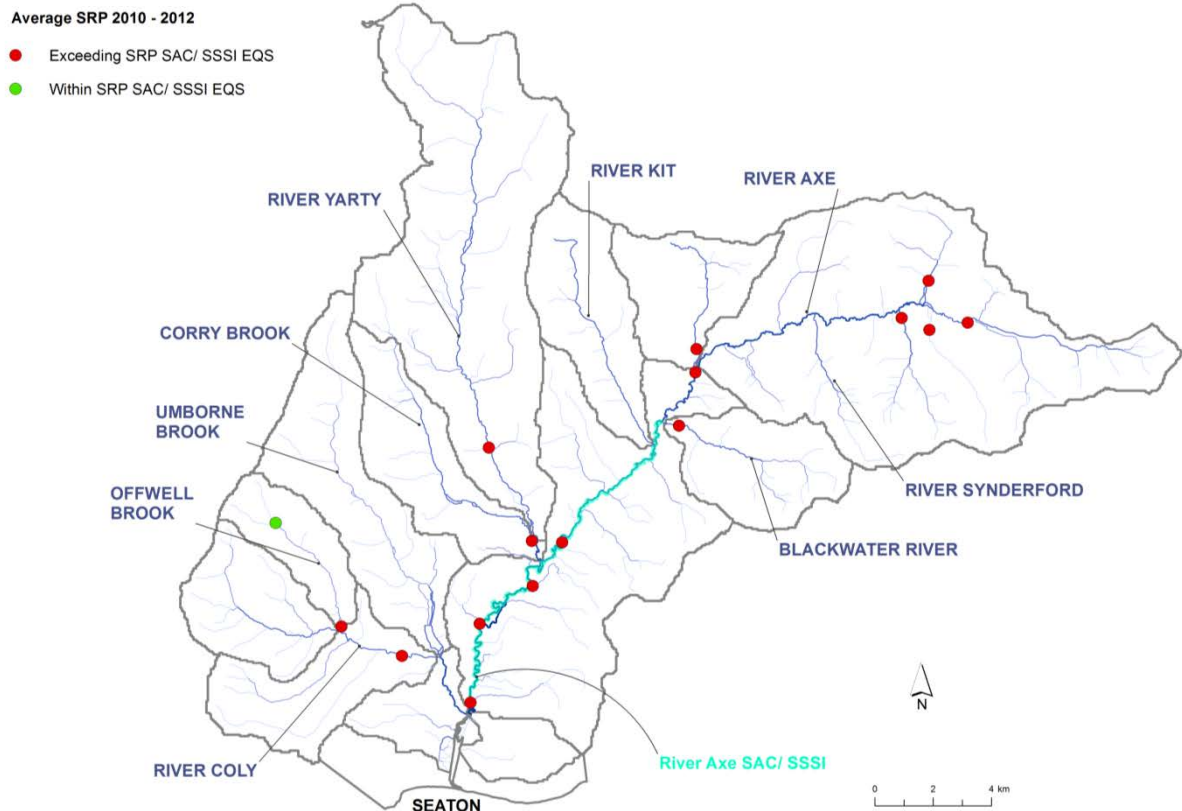 Average SRP 2010 - 2012
Exceeding SRP SAC/ SSSI EQS
Within SRP SAC/ SSSI EQS
RIVER KIT
RIVER AXE
RIVER YARTY
CORRY BROOK
UMBORNE
BROOK
OFFWELL
BROOK
RIVER SYNDERFORD
BLACKWATER RIVER
N
River Axe SAC/ SSSI
RIVER COLY
SEATON
0 2 4 km